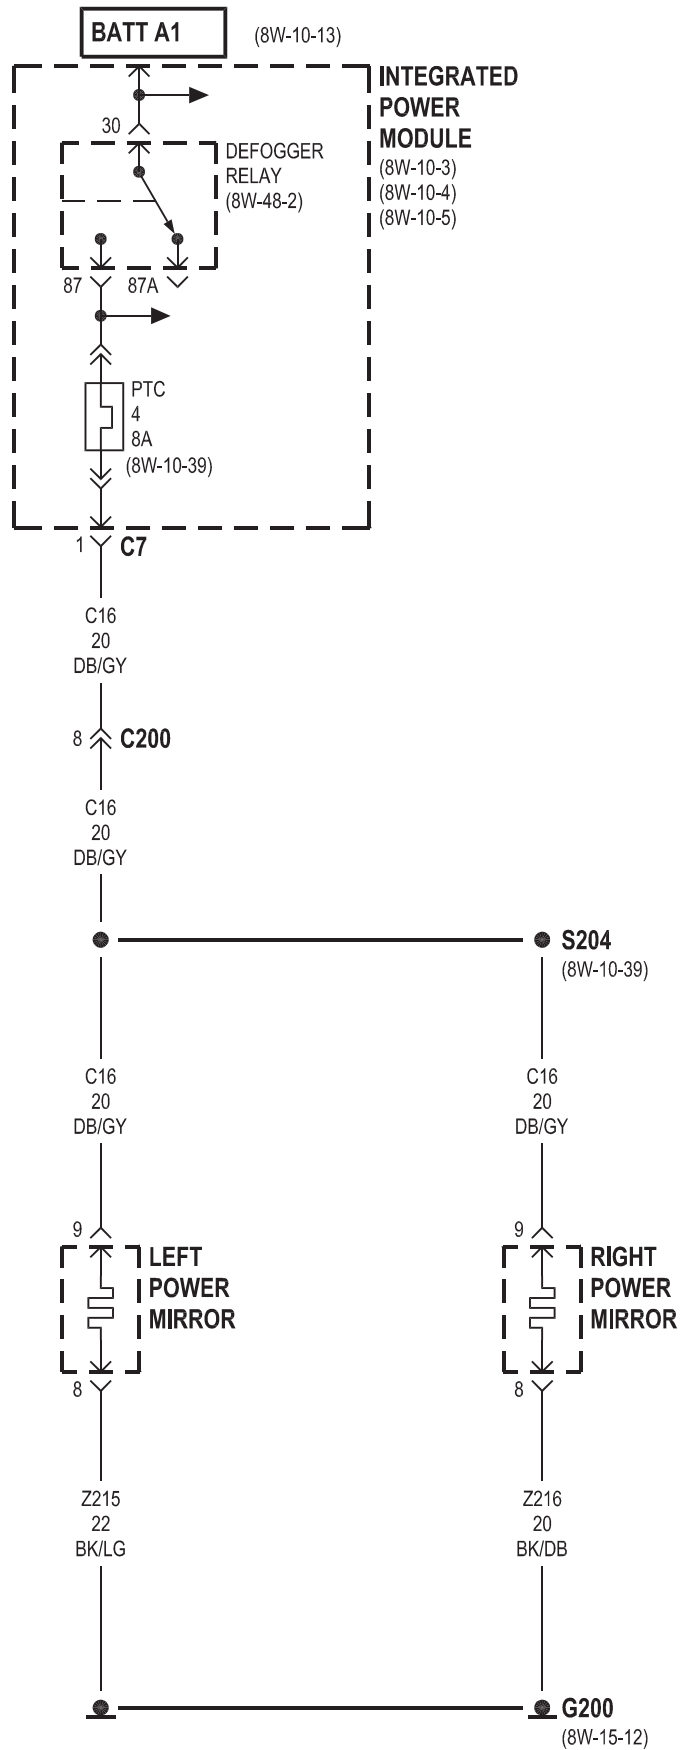 BATT A1
(8W-10-13)
INTEGRATED
POWER
MODULE
(8W-10-3)
(8W-10-4)
(8W-10-5)
30
DEFOGGER
RELAY
(8W-48-2)
87
87A
PTC
4
8A
(8W-10-39)
1
C7
C16
20
DB/GY
8
C200
C16
20
DB/GY
S204
(8W-10-39)
C16
20
DB/GY
C16
20
DB/GY
9
LEFT
POWER
MIRROR
8
9
RIGHT
POWER
MIRROR
8
Z215
22
BK/LG
Z216
20
BK/DB
G200
(8W-15-12)